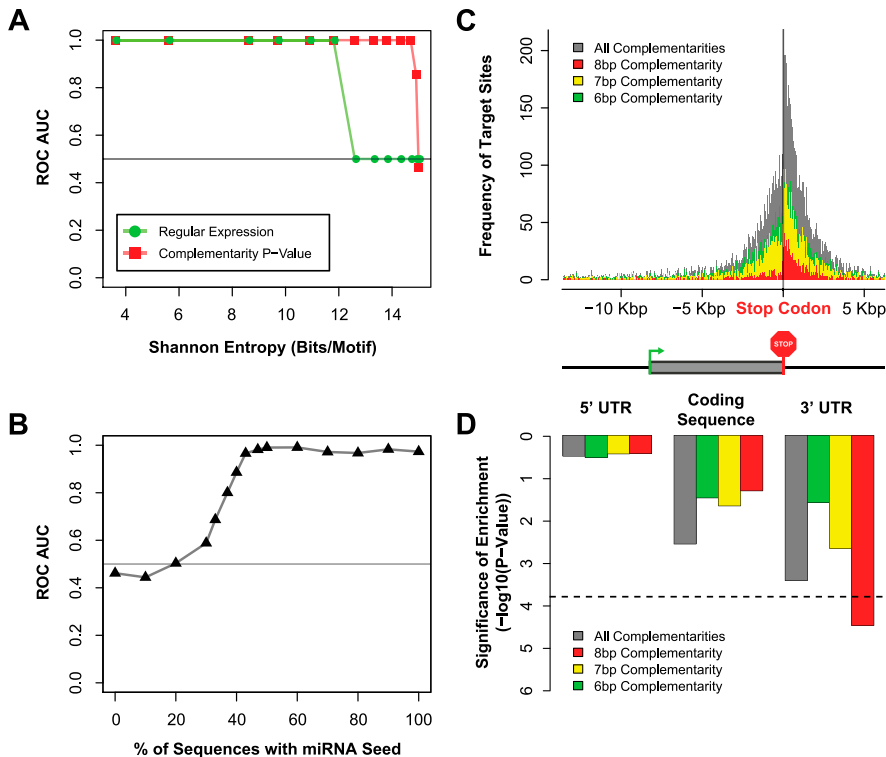 A
ROC AUC
1.0
0.8
0.6
0.4
0.2
0.0
Regular Expression
Complementarity P−Value
4
6
8
10
12
14
Shannon Entropy (Bits/Motif)
B
ROC AUC
1.0
0.8
0.6
0.4
0.2
0.0
0
20
40
60
80
100
% of Sequences with miRNA Seed
C
Frequency of Target Sites
200
150
100
50
0
All Complementarities
8bp Complementarity
7bp Complementarity
6bp Complementarity
−10 Kbp
−5 Kbp
Stop Codon
5 Kbp
STOP
D
5' UTR
Coding
Sequence
3' UTR
Significance of Enrichment
(−log10(P−Value))
0
1
2
3
4
5
6
All Complementarities
8bp Complementarity
7bp Complementarity
6bp Complementarity